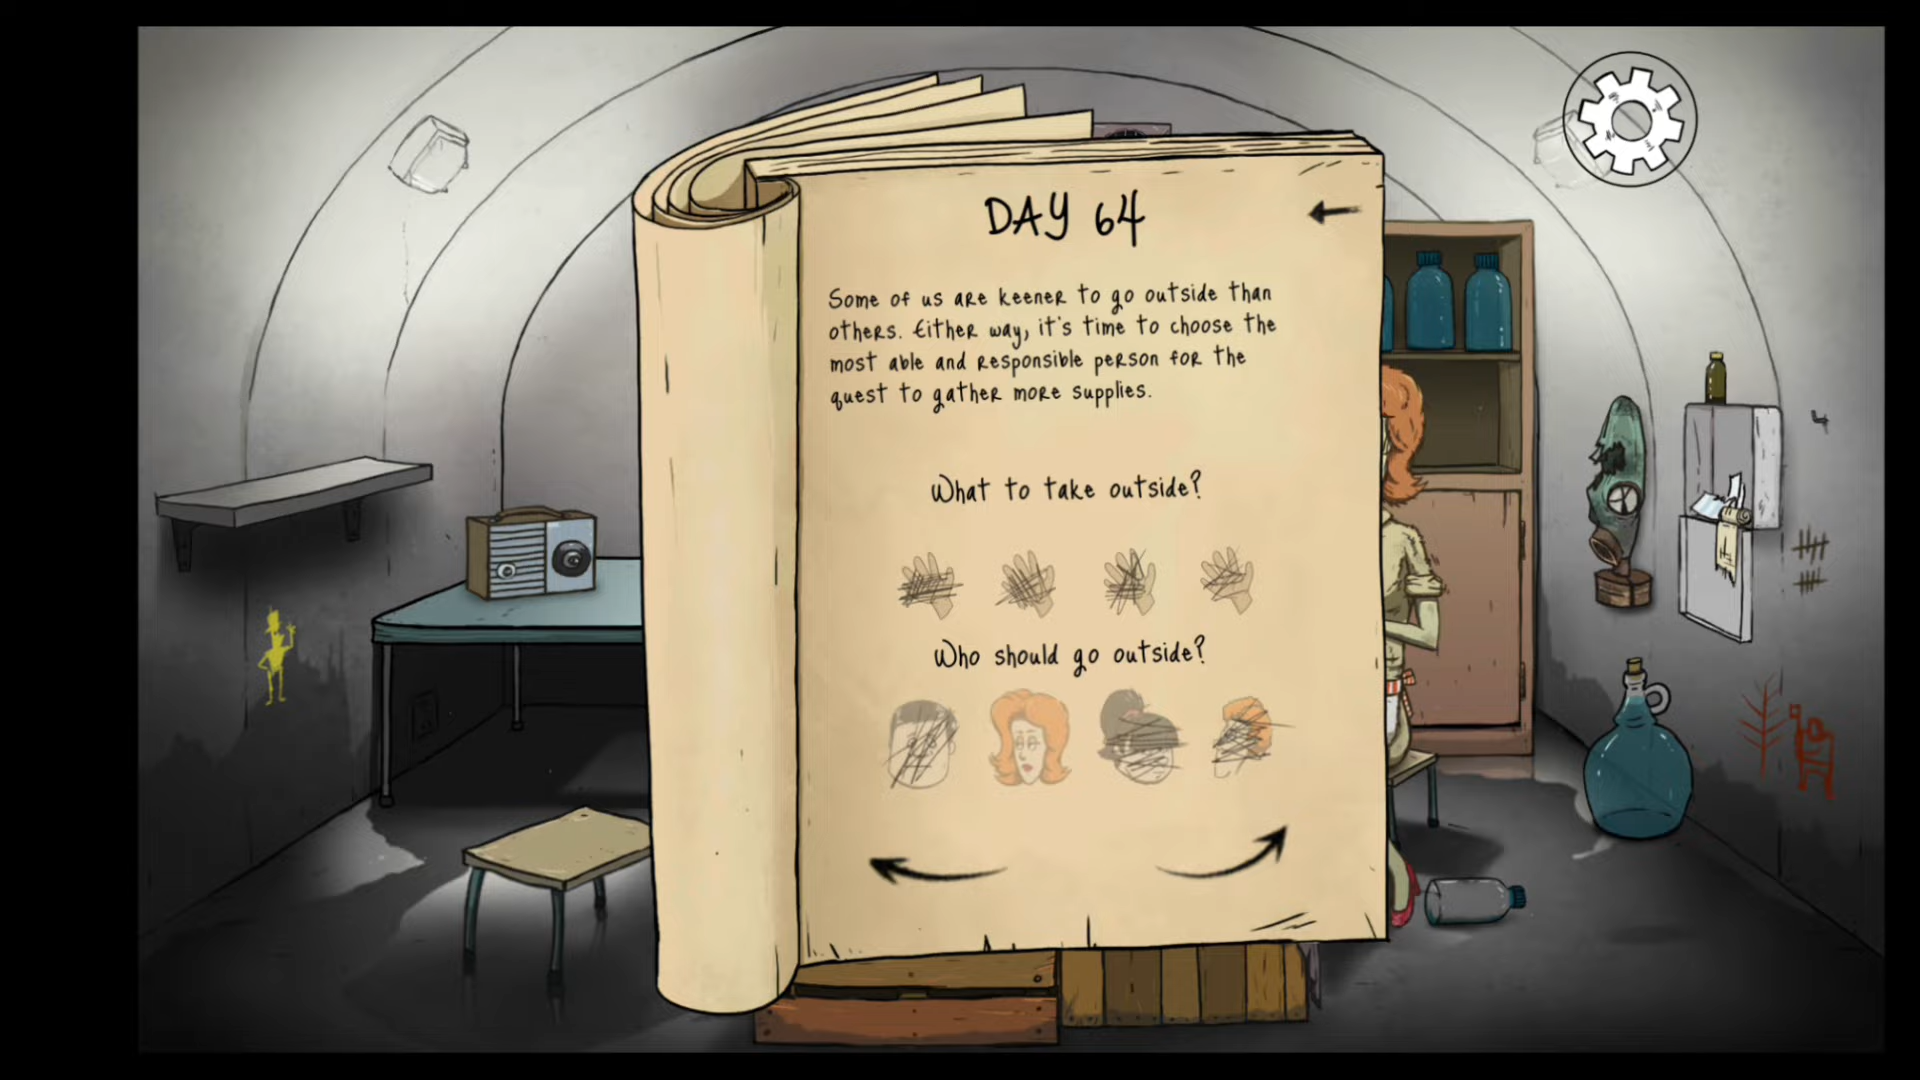 DAY 64
Some of us are keener to go outside than
others. Either way, it's time to choose the
most able and responsible person for the
quest to gather more supplies.
What to take outside?
Who should go outside?